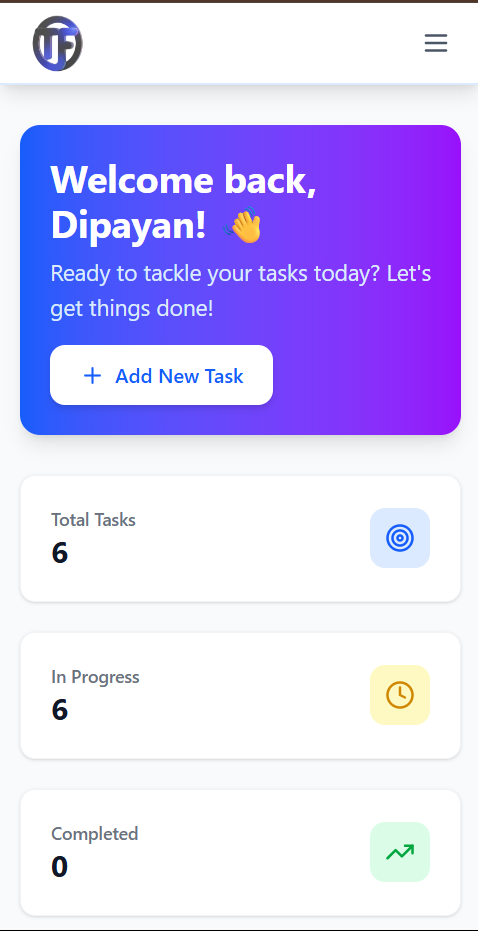 TF
Welcome back,
Dipayan! 👋
Ready to tackle your tasks today? Let's
get things done!
+ Add New Task
Total Tasks
6
In Progress
6
Completed
0